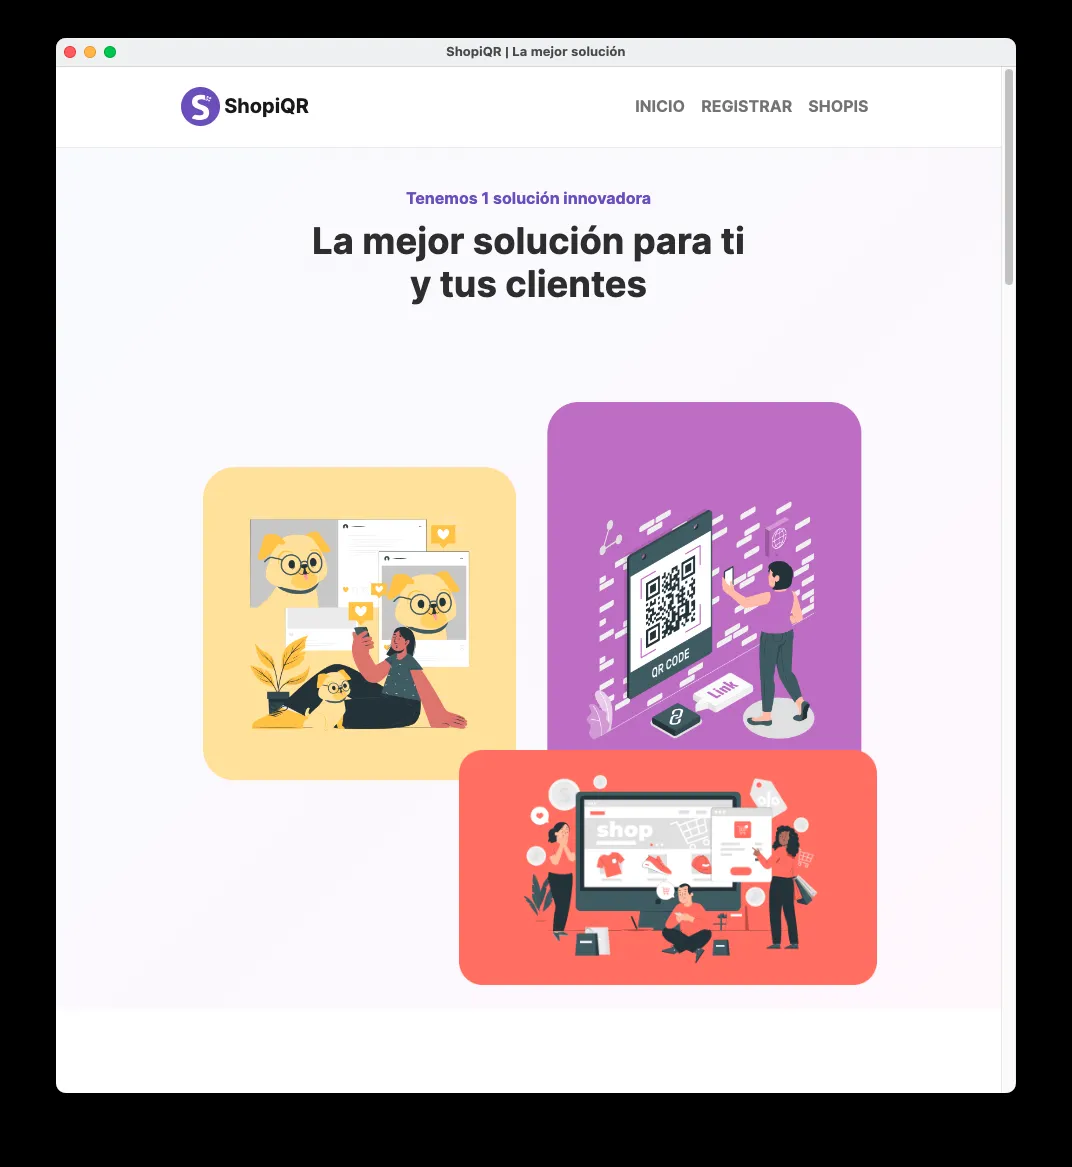 ShopiQR | La mejor solución
ShopiQR
INICIO REGISTRAR SHOPIS
Tenemos 1 solución innovadora
La mejor solución para ti
y tus clientes
QR CODE
Link
shop